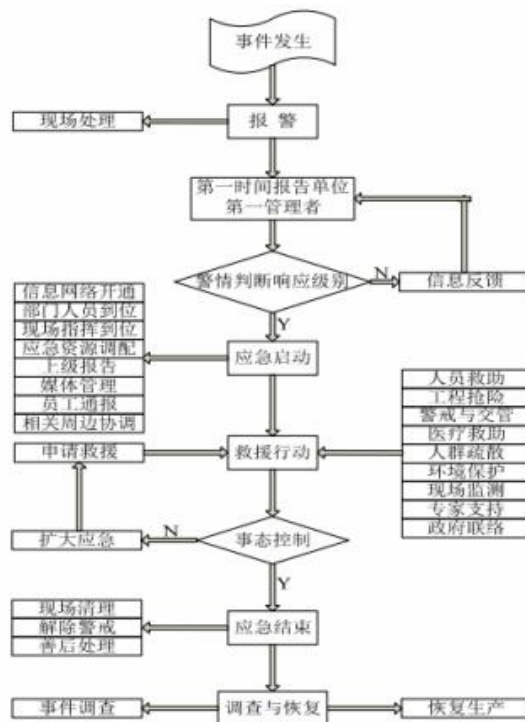 事件发生
现场处理
报 警
第一时间报告单位
第一管理者
警情判断响应级别
N
信息反馈
Y
信息网络开通
部门人员到位
现场指挥到位
应急资源调配
上级报告
媒体管理
员工通报
相关周边协调
应急启动
人员救助
工程抢险
警戒与交管
医疗救助
人群疏散
环境保护
现场监测
专家支持
政府联络
申请救援
救援行动
扩大应急
N
事态控制
Y
现场清理
解除警戒
善后处理
应急结束
事件调查
调查与恢复
恢复生产